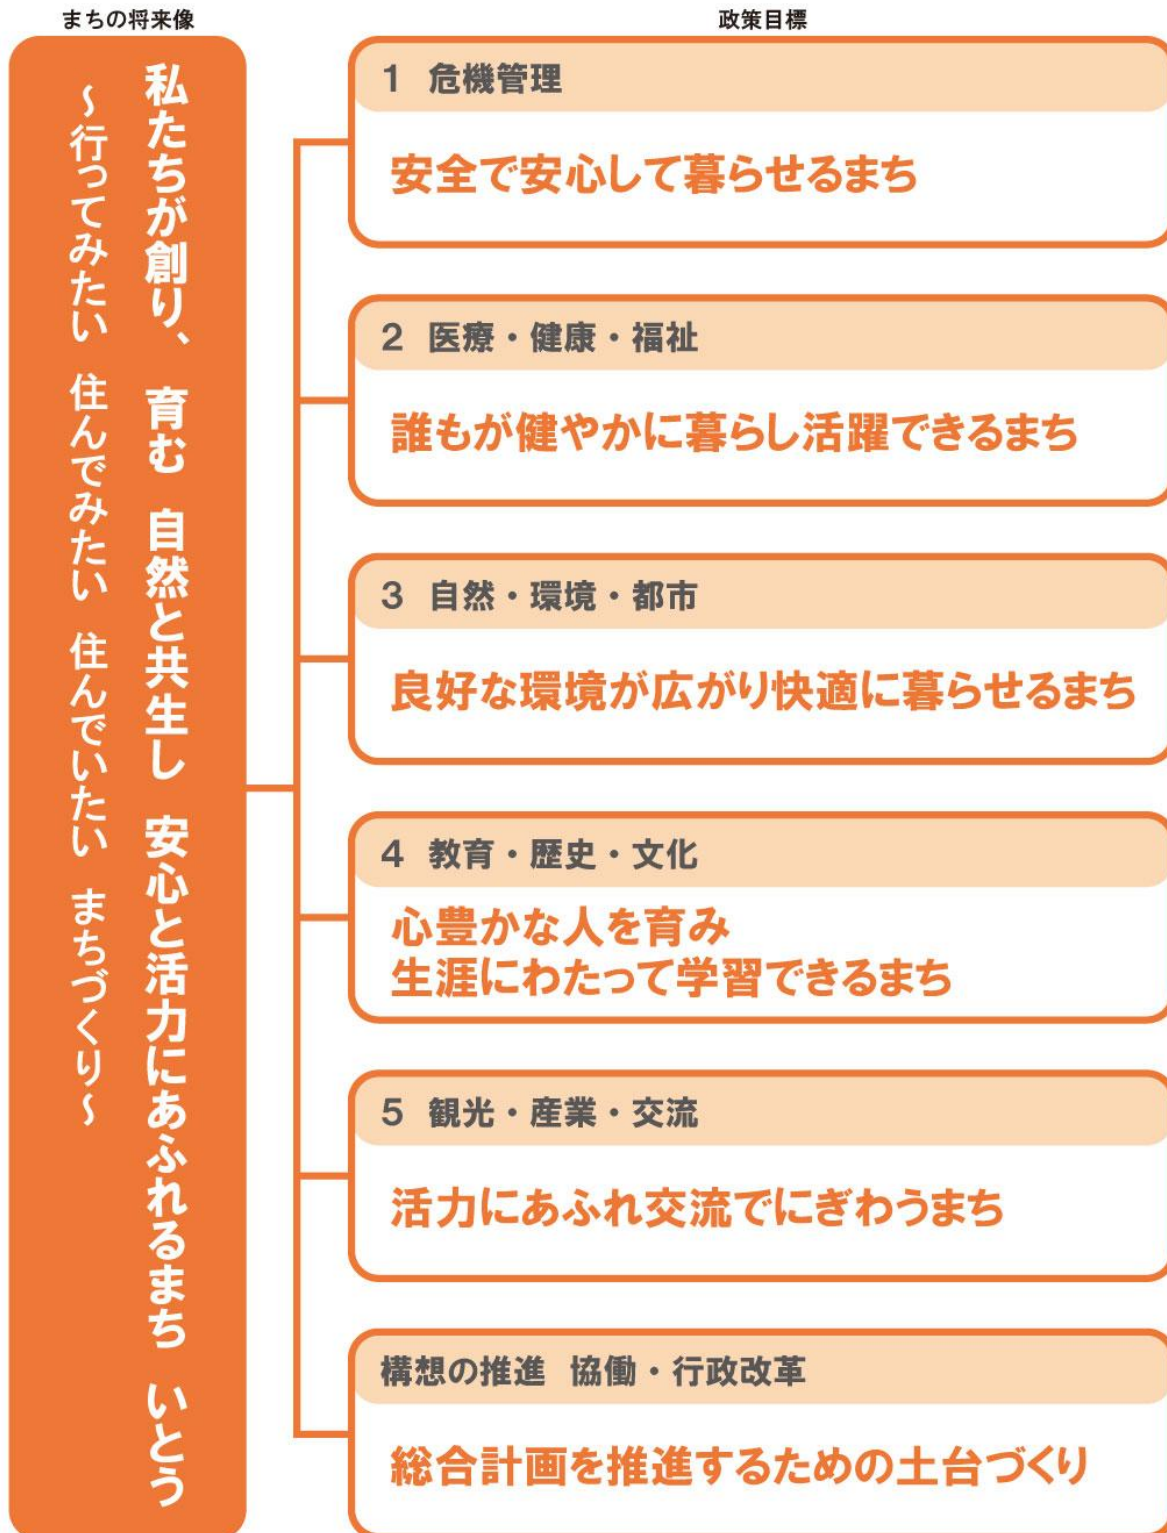 まちの将来像
政策目標
私たちが創り、 育む 自然と共生し 安心と活力にあふれるまち いとう
～行ってみたい 住んでみたい 住んでいたい まちづくり～
1 危機管理
安全で安心して暮らせるまち
2 医療・健康・福祉
誰もが健やかに暮らし活躍できるまち
3 自然・環境・都市
良好な環境が広がり快適に暮らせるまち
4 教育・歴史・文化
心豊かな人を育み
生涯にわたって学習できるまち
5 観光・産業・交流
活力にあふれ交流でにぎわうまち
構想の推進 協働・行政改革
総合計画を推進するための土台づくり